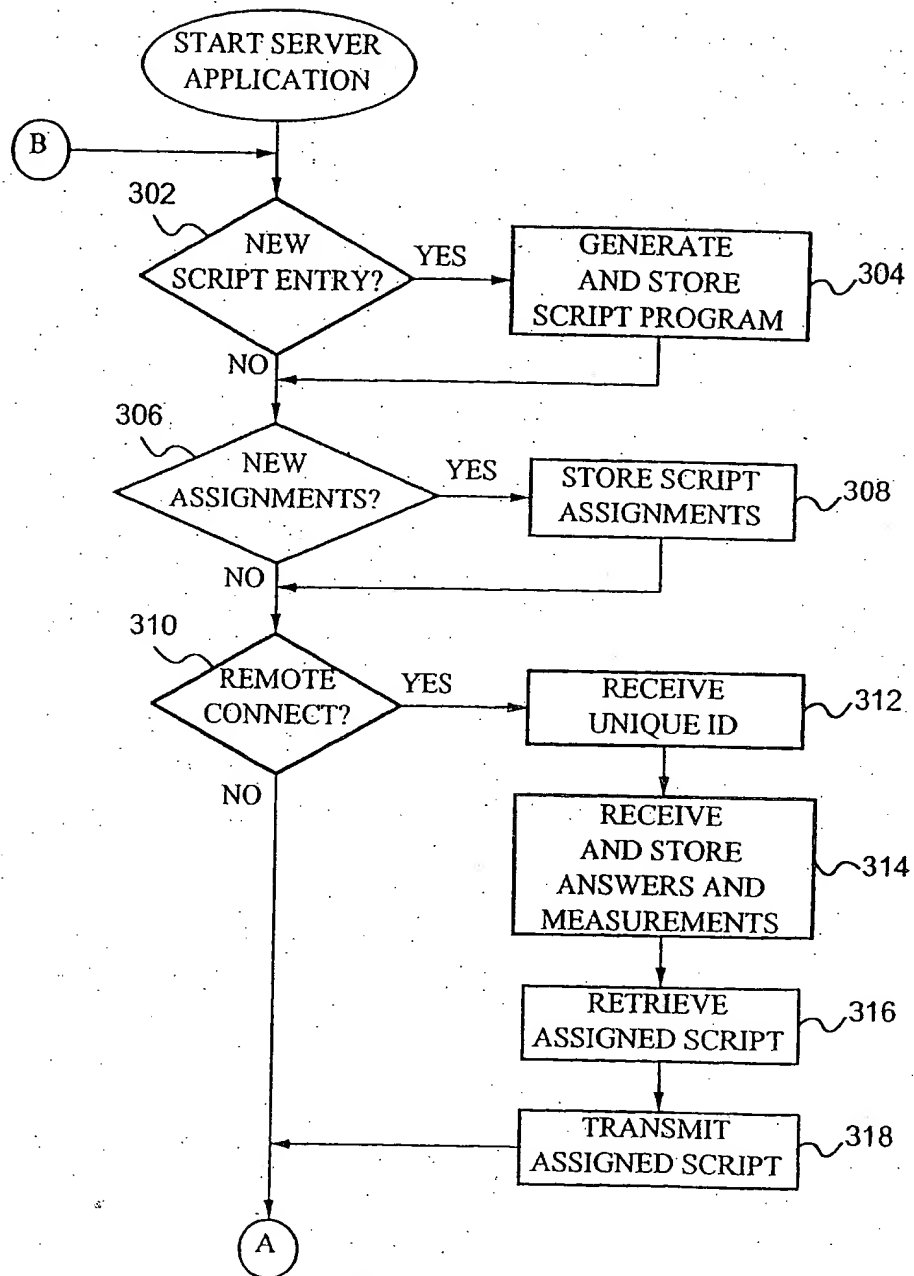 START SERVER
APPLICATION
B
302
NEW
SCRIPT ENTRY?
YES
GENERATE
AND STORE
SCRIPT PROGRAM
304
NO
306
NEW
ASSIGNMENTS?
YES
STORE SCRIPT
ASSIGNMENTS
308
NO
310
REMOTE
CONNECT?
YES
RECEIVE
UNIQUE ID
312
NO
RECEIVE
AND STORE
ANSWERS AND
MEASUREMENTS
314
RETRIEVE
ASSIGNED SCRIPT
316
TRANSMIT
ASSIGNED SCRIPT
318
A